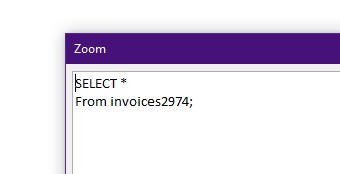 Zoom
SELECT *
From invoices2974;